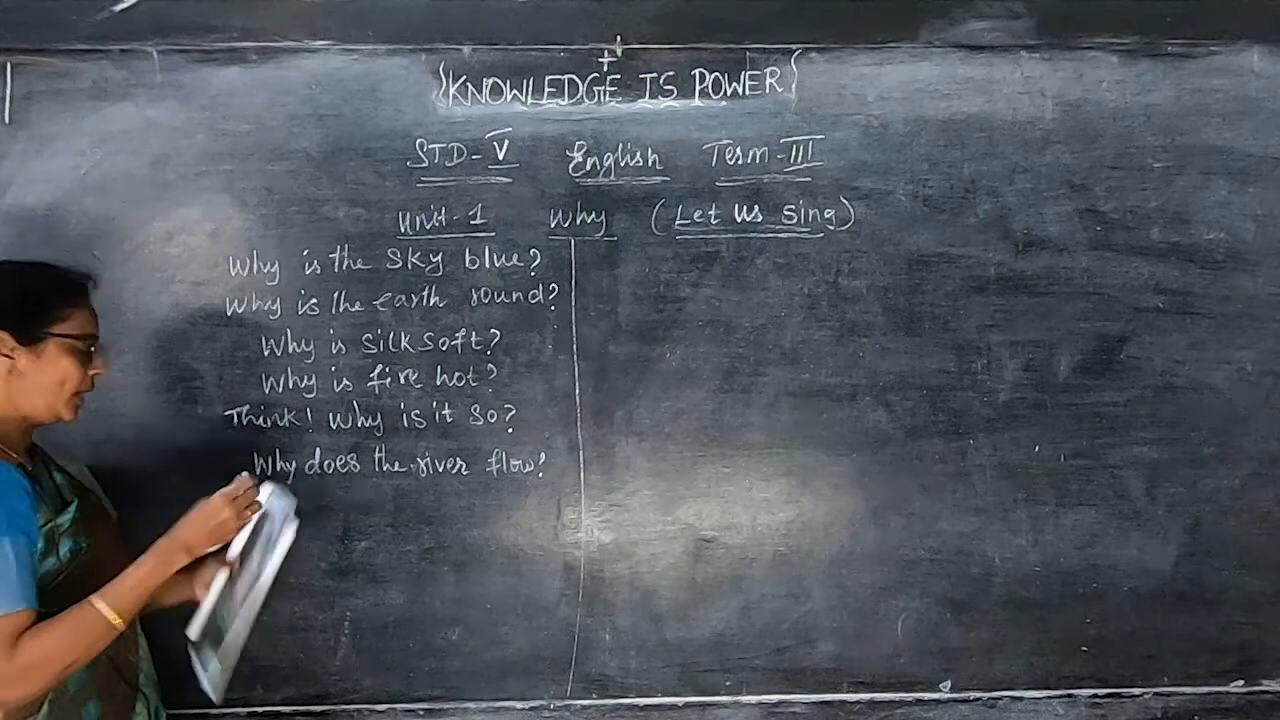 {KNOWLEDGE IS POWER}
STD-V English Term-III
Unit-1 Why (Let us Sing)
Why is the sky blue?
Why is the earth round?
Why is Silk soft?
Why is fire hot?
Think! Why is it so?
Why does the river flow?